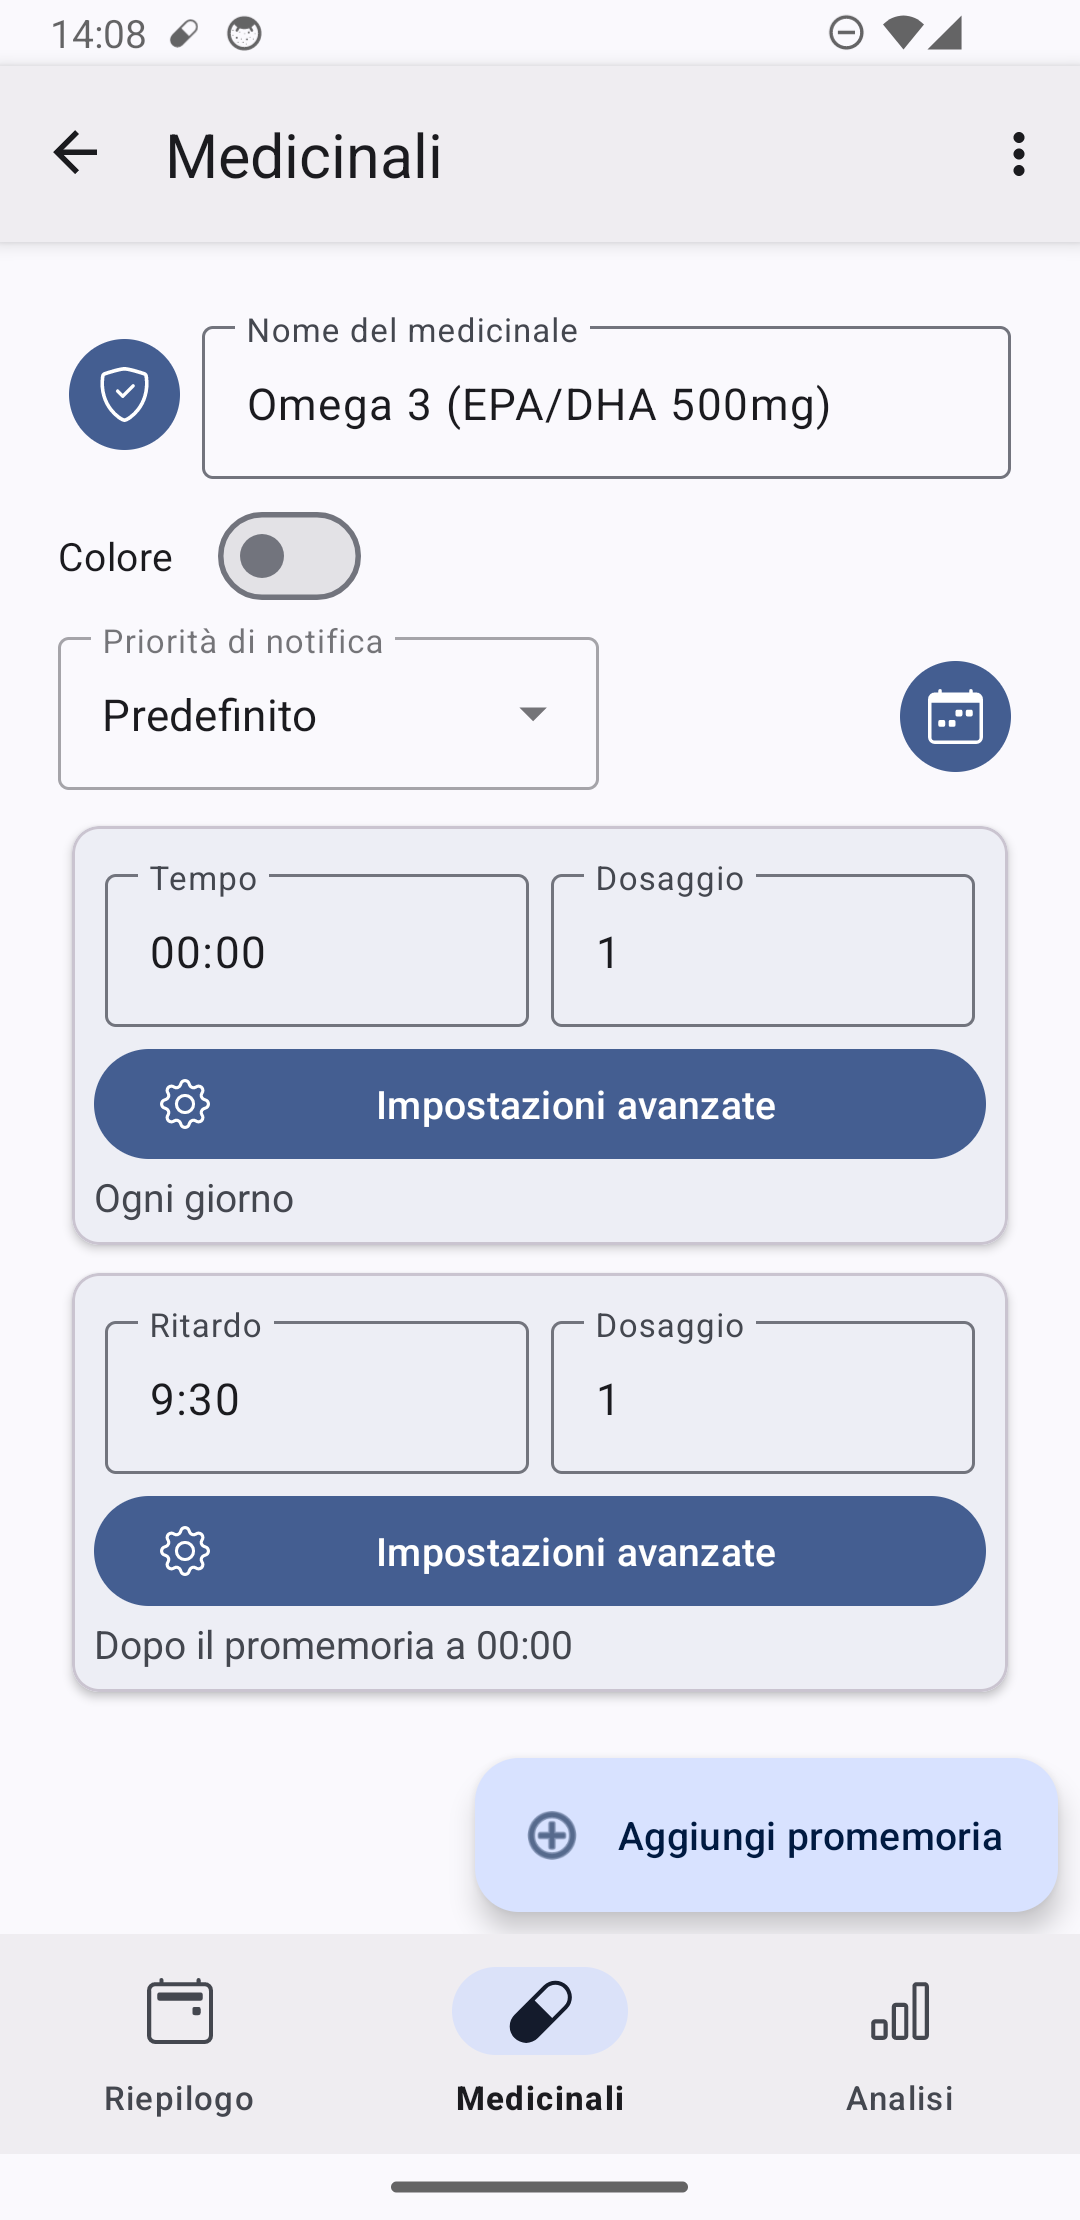 14:08
Medicinali
Nome del medicinale
Omega 3 (EPA/DHA 500mg)
Colore
Priorità di notifica
Predefinito
Tempo
Dosaggio
00:00
1
Impostazioni avanzate
Ogni giorno
Ritardo
Dosaggio
9:30
1
Impostazioni avanzate
Dopo il promemoria a 00:00
Aggiungi promemoria
Riepilogo
Medicinali
Analisi